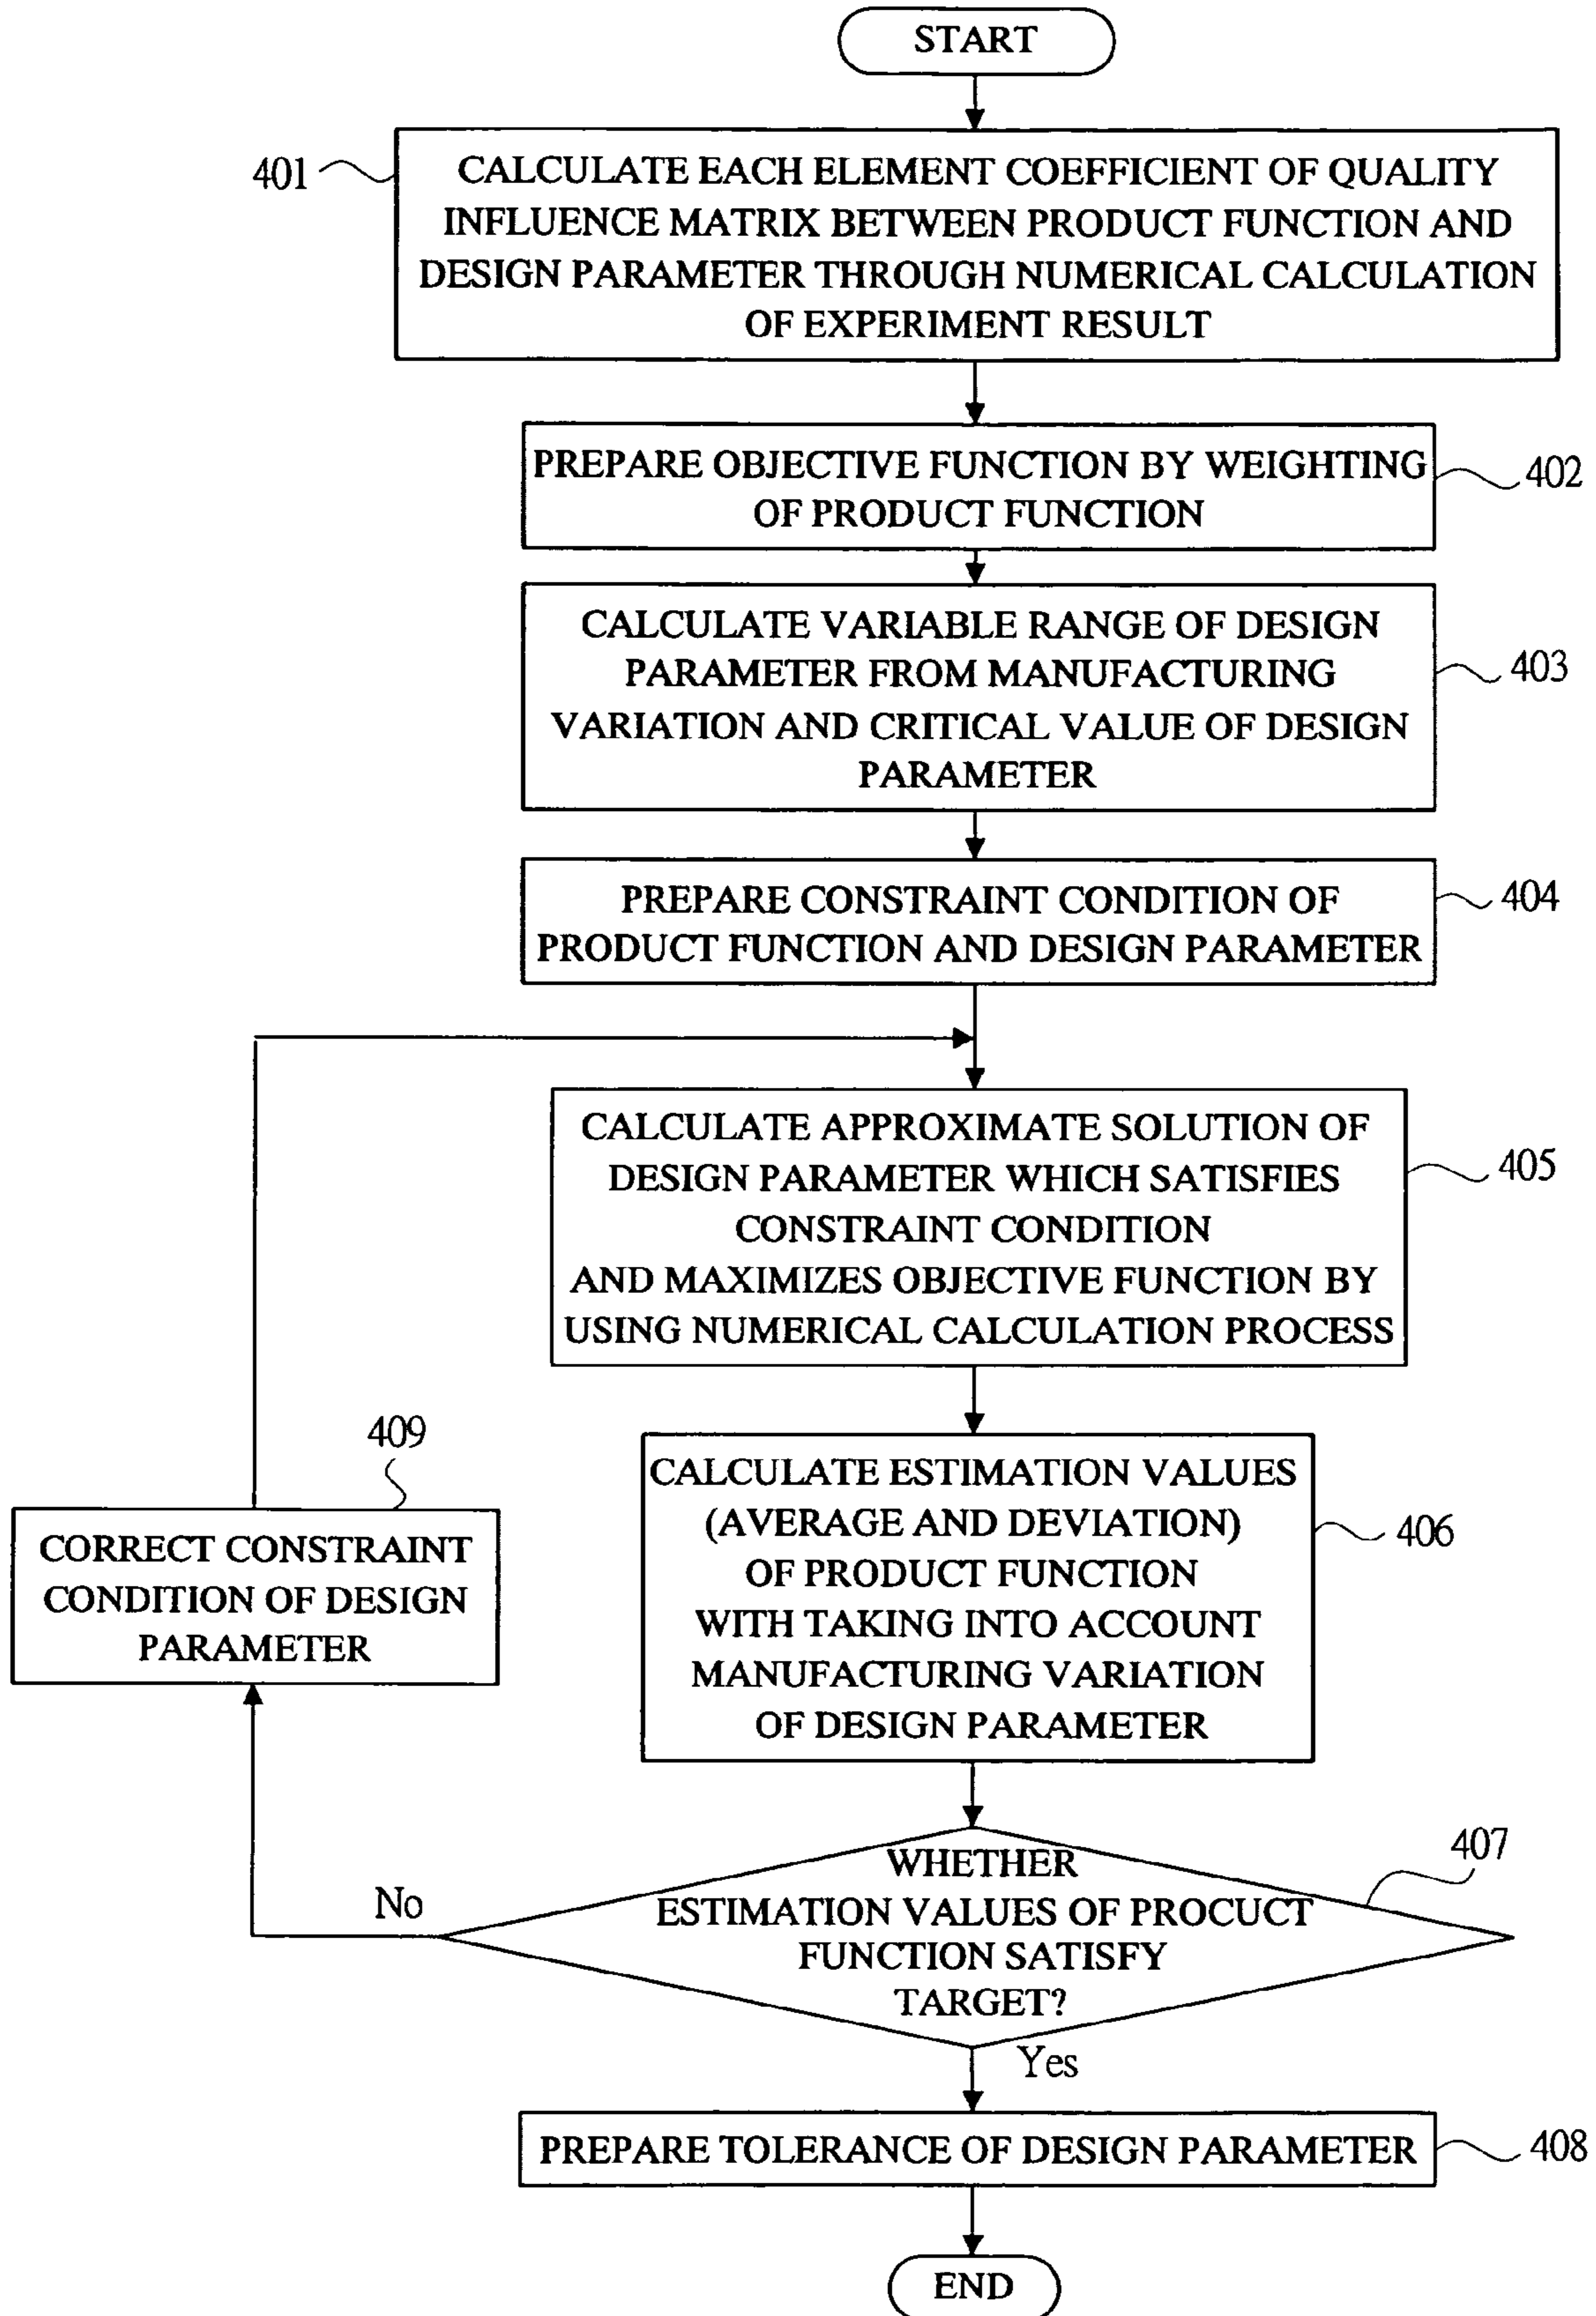 START
401
CALCULATE EACH ELEMENT COEFFICIENT OF QUALITY
INFLUENCE MATRIX BETWEEN PRODUCT FUNCTION AND
DESIGN PARAMETER THROUGH NUMERICAL CALCULATION
OF EXPERIMENT RESULT
PREPARE OBJECTIVE FUNCTION BY WEIGHTING
OF PRODUCT FUNCTION
402
CALCULATE VARIABLE RANGE OF DESIGN
PARAMETER FROM MANUFACTURING
VARIATION AND CRITICAL VALUE OF DESIGN
PARAMETER
403
PREPARE CONSTRAINT CONDITION OF
PRODUCT FUNCTION AND DESIGN PARAMETER
404
CALCULATE APPROXIMATE SOLUTION OF
DESIGN PARAMETER WHICH SATISFIES
CONSTRAINT CONDITION
AND MAXIMIZES OBJECTIVE FUNCTION BY
USING NUMERICAL CALCULATION PROCESS
405
CALCULATE ESTIMATION VALUES
(AVERAGE AND DEVIATION)
OF PRODUCT FUNCTION
WITH TAKING INTO ACCOUNT
MANUFACTURING VARIATION
OF DESIGN PARAMETER
406
409
CORRECT CONSTRAINT
CONDITION OF DESIGN
PARAMETER
WHETHER
ESTIMATION VALUES OF PROCUCT
FUNCTION SATISFY
TARGET?
407
No
Yes
PREPARE TOLERANCE OF DESIGN PARAMETER
408
END